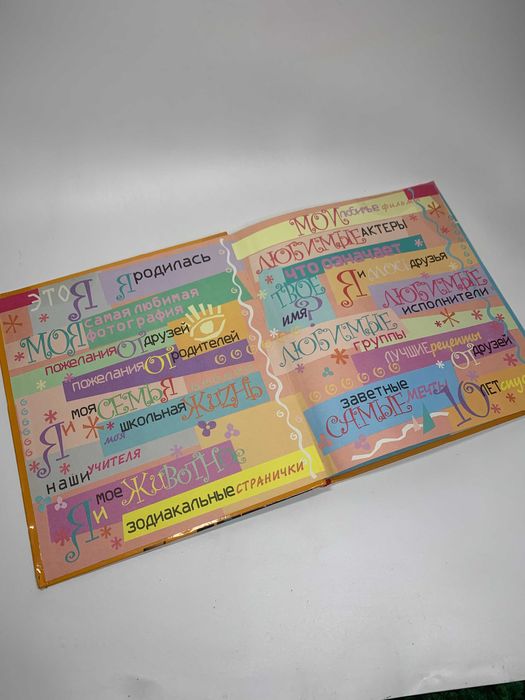 ЭТО Я
Я родилась
МОЯ самая любимая
фотография
пожелания ОТ друзей
пожелания ОТ родителей
Я и моя СЕМЬЯ
моя школьная ЖИЗНЬ
наши учителя
Я и мое ЖИВОТН
зодиакальные странички
МОИ любимые
ЛЮБИМЫЕ АКТЕРЫ
что означает
ТВОЕ имя?
Я и мои друзья
ЛЮБИМЫЕ исполнители
ЛЮБИМЫЕ группы
ЛУЧШИЕ рецепты ОТ друзей
заветные
САМЫЕ мечты
10 ЛЕТ спустя